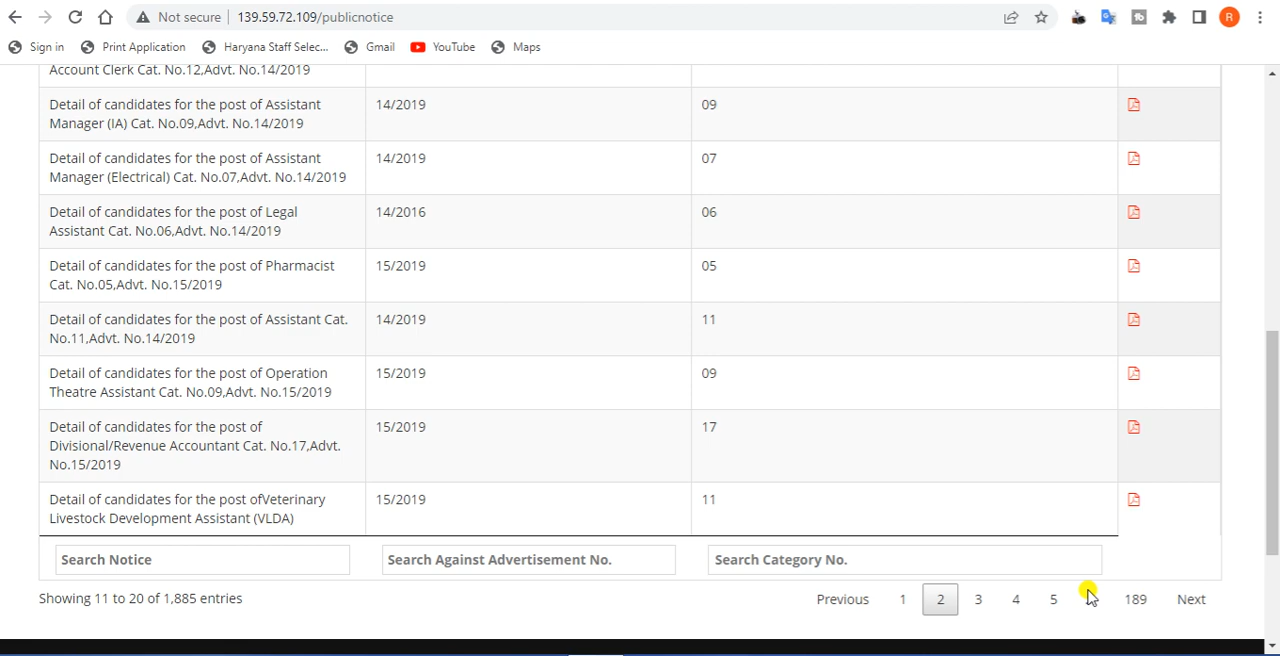 Not secure 139.59.72.109/publicnotice
R
Sign in Print Application Haryana Staff Selec... Gmail YouTube Maps
Account Clerk Cat. No.12,Advt. No.14/2019
Detail of candidates for the post of Assistant 14/2019 09
Manager (IA) Cat. No.09,Advt. No.14/2019
Detail of candidates for the post of Assistant 14/2019 07
Manager (Electrical) Cat. No.07,Advt. No.14/2019
Detail of candidates for the post of Legal 14/2016 06
Assistant Cat. No.06,Advt. No.14/2019
Detail of candidates for the post of Pharmacist 15/2019 05
Cat. No.05,Advt. No.15/2019
Detail of candidates for the post of Assistant Cat. 14/2019 11
No.11,Advt. No.14/2019
Detail of candidates for the post of Operation 15/2019 09
Theatre Assistant Cat. No.09,Advt. No.15/2019
Detail of candidates for the post of 15/2019 17
Divisional/Revenue Accountant Cat. No.17,Advt.
No.15/2019
Detail of candidates for the post ofVeterinary 15/2019 11
Livestock Development Assistant (VLDA)
Search Notice Search Against Advertisement No. Search Category No.
Showing 11 to 20 of 1,885 entries Previous 1 2 3 4 5 189 Next